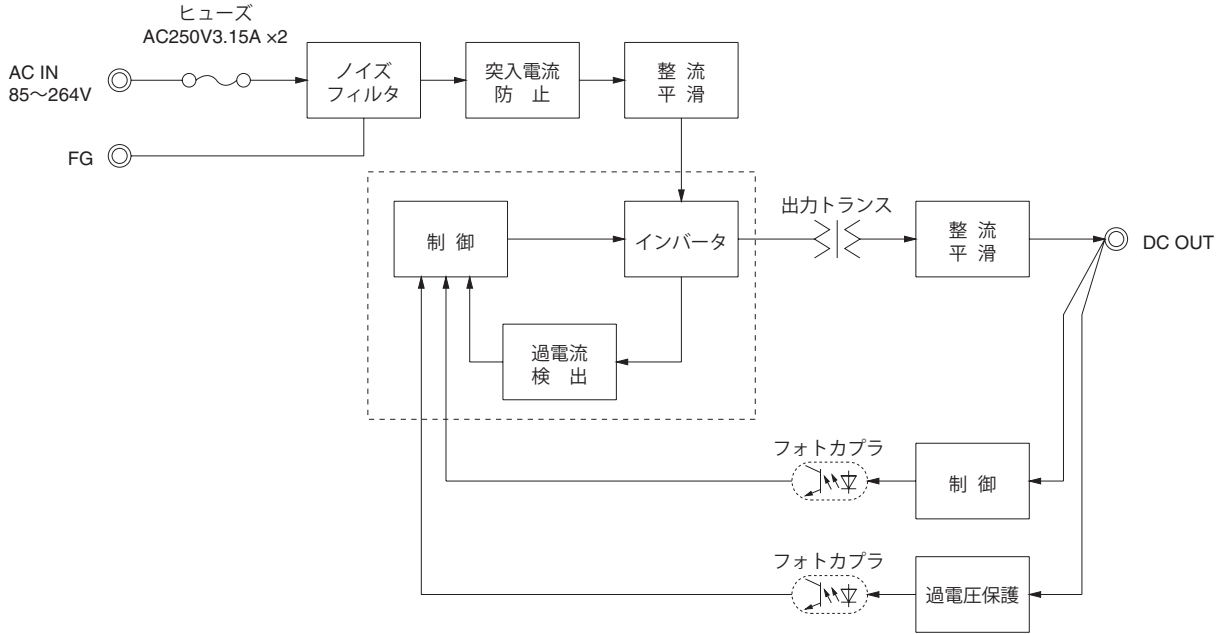 ヒューズ
AC250V3.15A ×2
AC IN
85〜264V
ノイズ
フィルタ
突入電流
防 止
整 流
平 滑
FG
制 御
インバータ
出力トランス
整 流
平 滑
DC OUT
過電流
検 出
フォトカプラ
制 御
フォトカプラ
過電圧保護